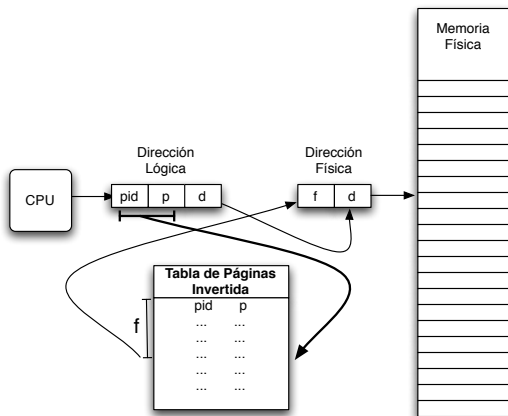 Memoria
Física
Dirección
Lógica
Dirección
Física
CPU
pid p d
f d
Tabla de Páginas
Invertida
pid p
... ...
... ...
... ...
... ...
... ...
f